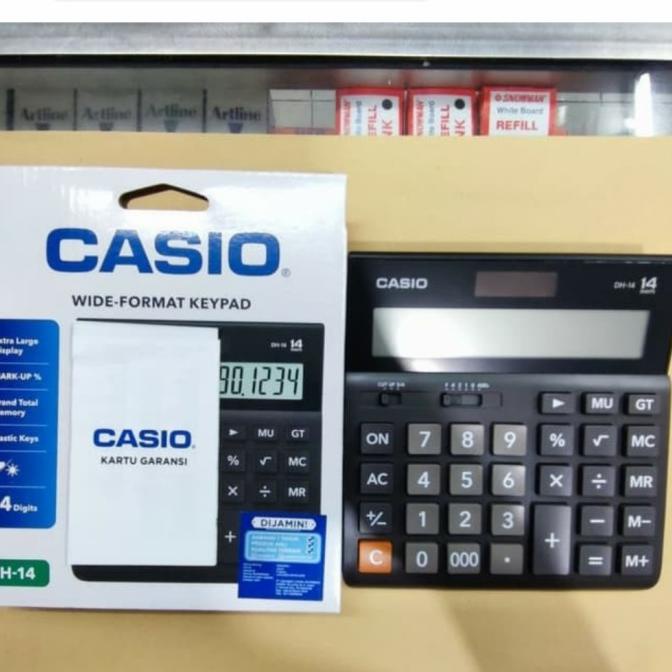 Artline Artline Artline Artline
SNOWMAN
White Board
REFILL
CASIO
WIDE-FORMAT KEYPAD
xtra Large
isplay
ARK-UP %
rand Total
emory
astic Keys
4 Digits
H-14
DH-14 14
90.1234
MU GT
% √ MC
× ÷ MR
+
CASIO
KARTU GARANSI
DIJAMIN!
CASIO
DH-14 14
MU GT
ON 7 8 9 % √ MC
AC 4 5 6 × ÷ MR
+/− 1 2 3 + − M−
C 0 000 · = M+